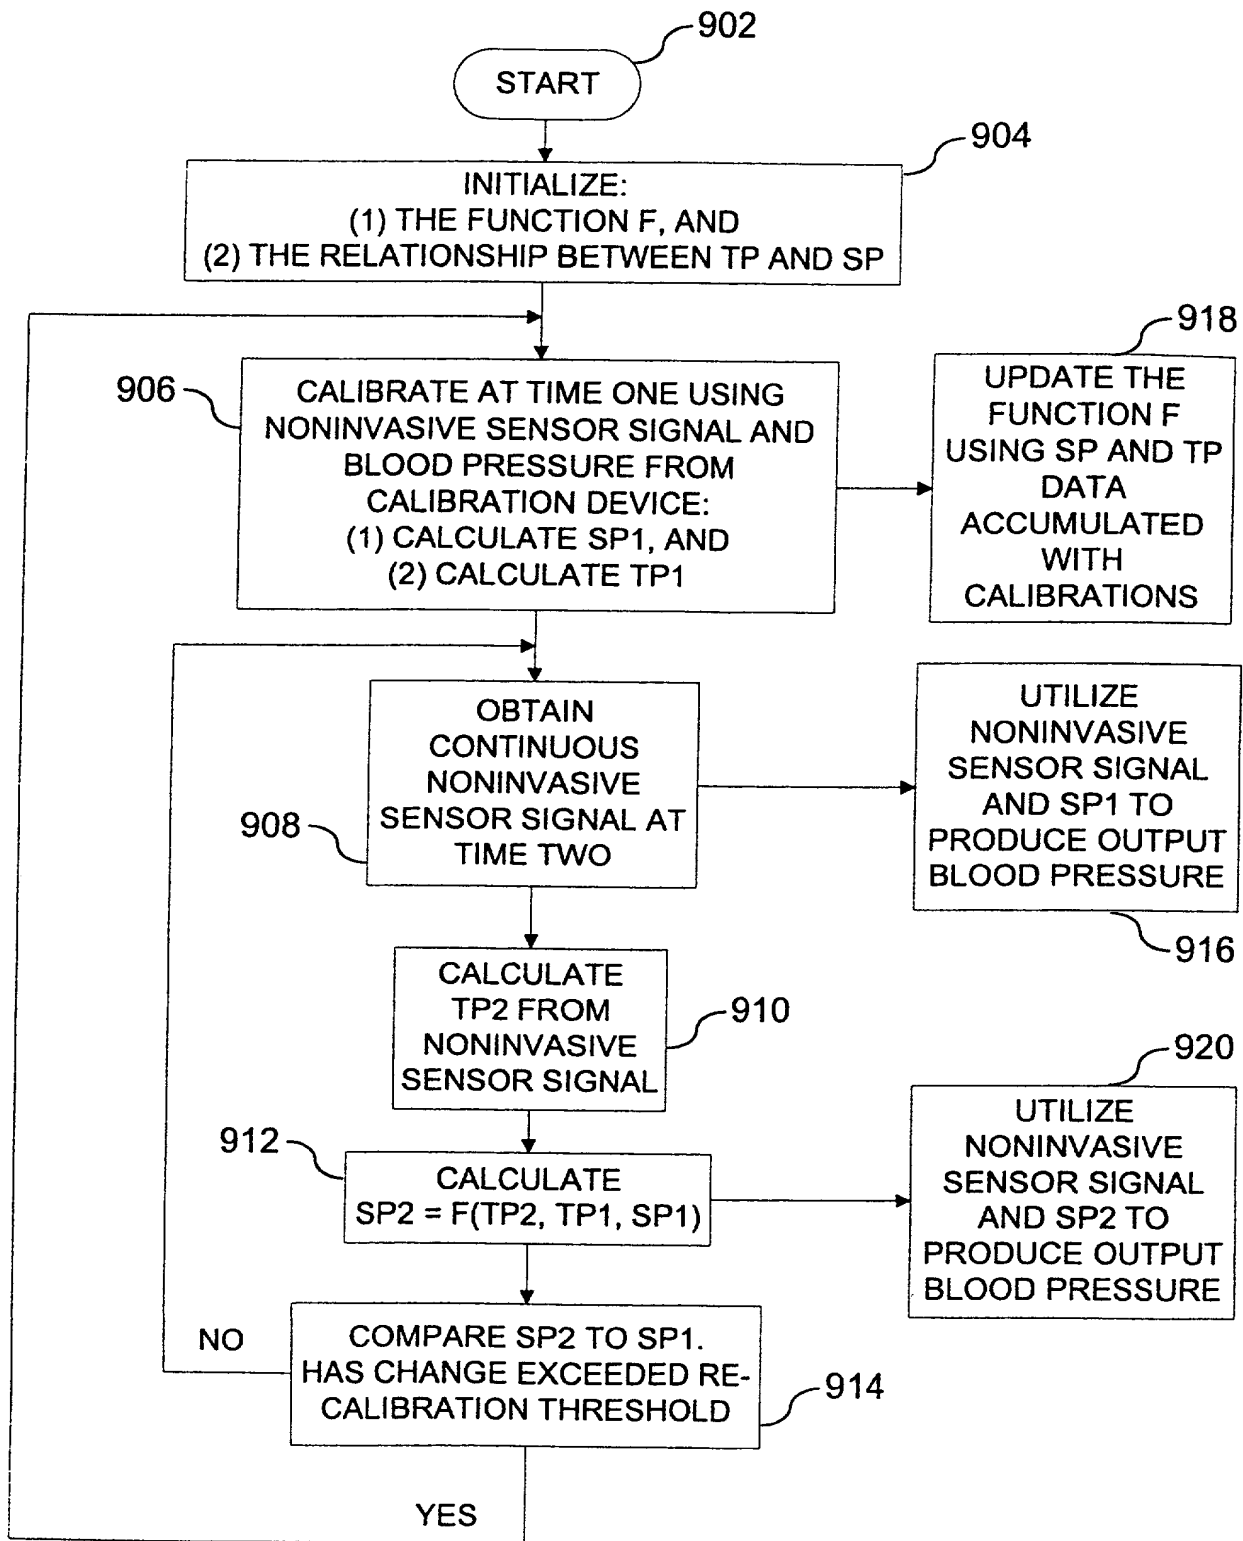 902
START
904
INITIALIZE:
(1) THE FUNCTION F, AND
(2) THE RELATIONSHIP BETWEEN TP AND SP
906
CALIBRATE AT TIME ONE USING
NONINVASIVE SENSOR SIGNAL AND
BLOOD PRESSURE FROM
CALIBRATION DEVICE:
(1) CALCULATE SP1, AND
(2) CALCULATE TP1
918
UPDATE THE
FUNCTION F
USING SP AND TP
DATA
ACCUMULATED
WITH
CALIBRATIONS
908
OBTAIN
CONTINUOUS
NONINVASIVE
SENSOR SIGNAL AT
TIME TWO
UTILIZE
NONINVASIVE
SENSOR SIGNAL
AND SP1 TO
PRODUCE OUTPUT
BLOOD PRESSURE
916
CALCULATE
TP2 FROM
NONINVASIVE
SENSOR SIGNAL
910
912
CALCULATE
SP2 = F(TP2, TP1, SP1)
920
UTILIZE
NONINVASIVE
SENSOR SIGNAL
AND SP2 TO
PRODUCE OUTPUT
BLOOD PRESSURE
NO
COMPARE SP2 TO SP1.
HAS CHANGE EXCEEDED RE-
CALIBRATION THRESHOLD
914
YES